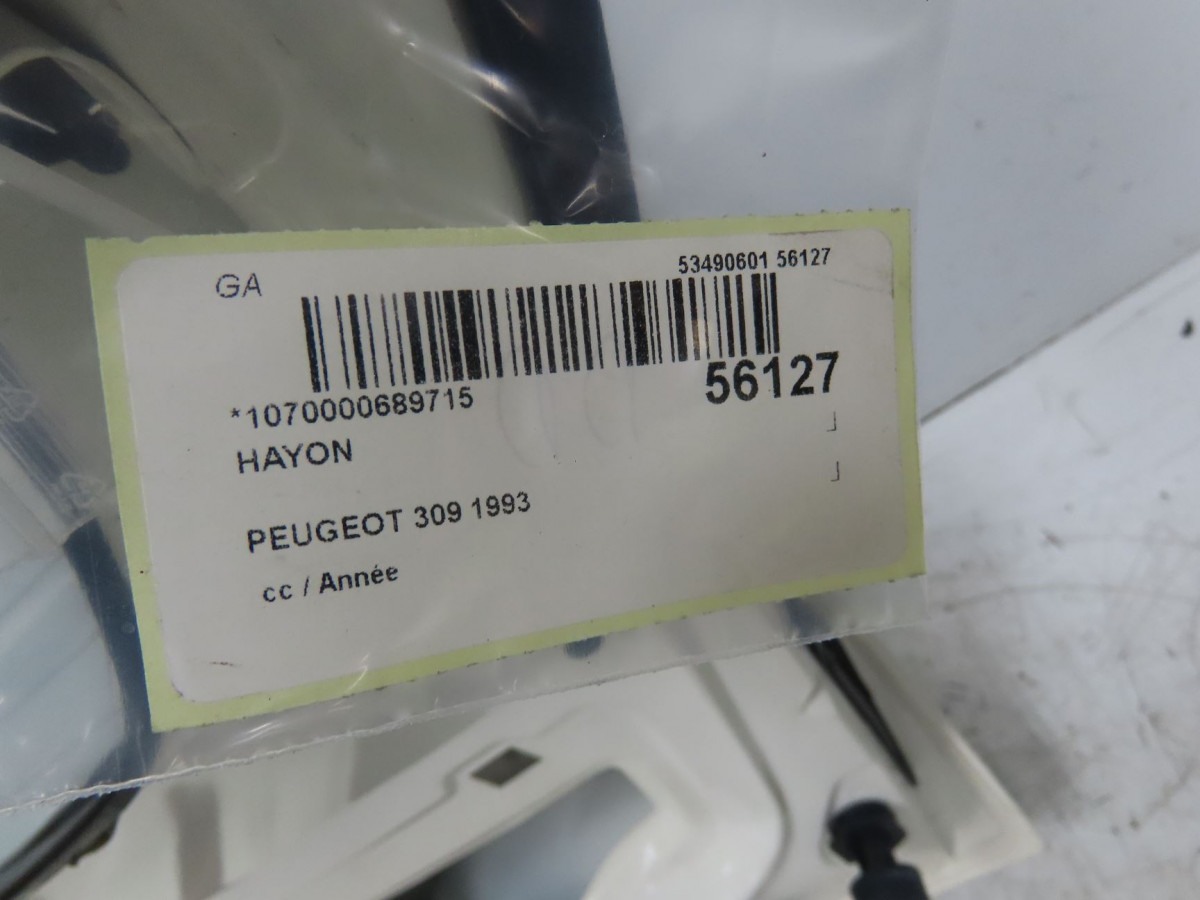 GA
53490601 56127
*1070000689715
56127
HAYON
PEUGEOT 309 1993
cc / Année